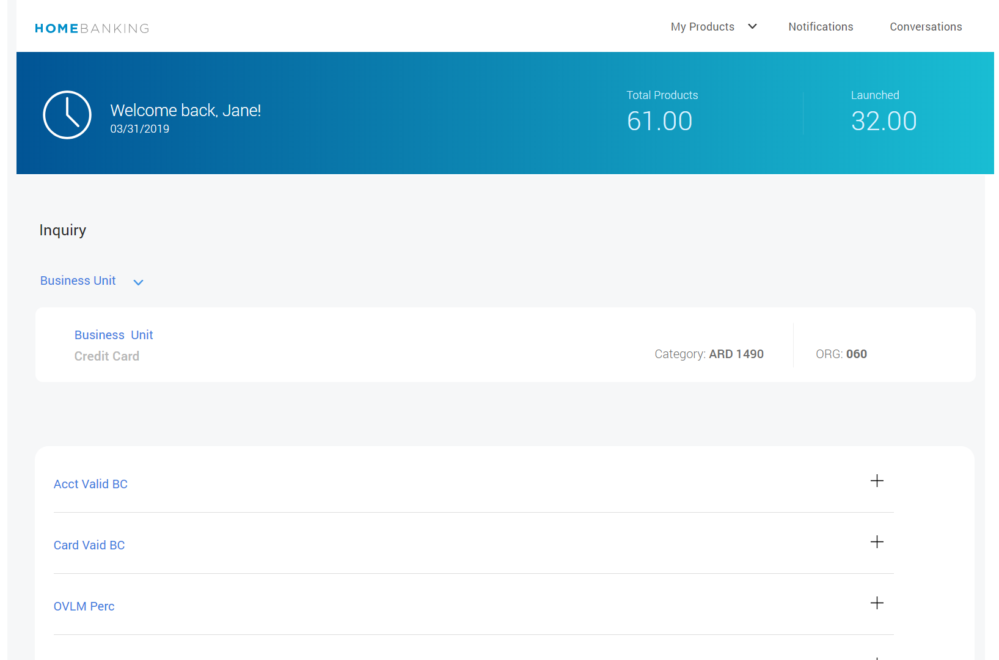 HOMEBANKING
My Products
Notifications
Conversations
Welcome back, Jane!
03/31/2019
Total Products
61.00
Launched
32.00
Inquiry
Business Unit
Business Unit
Credit Card
Category: ARD 1490
ORG: 060
Acct Valid BC
Card Vaid BC
OVLM Perc